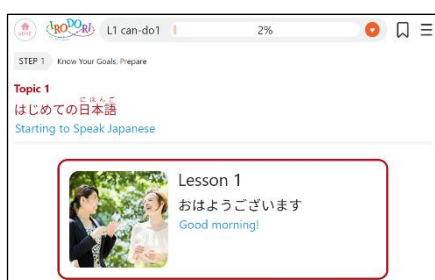 HOME
IRODORI L1 can-do1 2%
STEP 1 Know Your Goals, Prepare
Topic 1
はじめての日本語
にほんご
Starting to Speak Japanese
Lesson 1
おはようございます
Good morning!